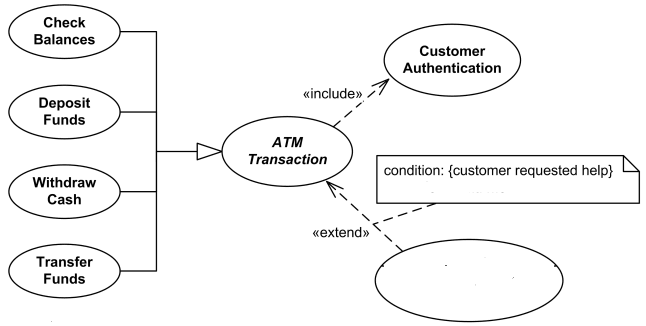 Check
Balances
Customer
Authentication
«include»
Deposit
Funds
ATM
Transaction
condition: {customer requested help}
Withdraw
Cash
«extend»
Transfer
Funds